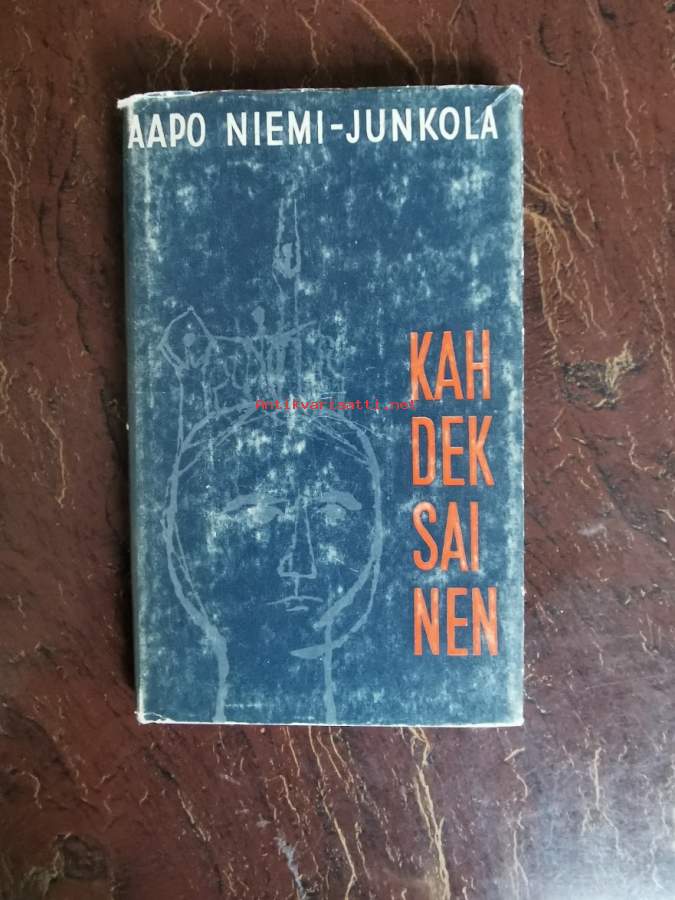 AAPO NIEMI-JUNKOLA
KAH
DEK
SAI
NEN
Antikvariaatti.net